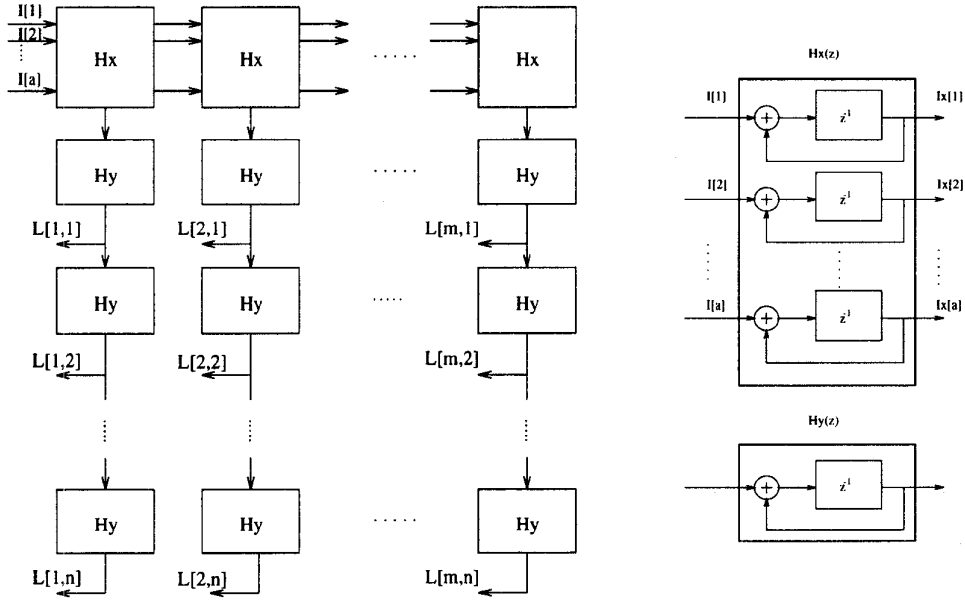 I[1]
I[2]
I[a]
Hx Hx Hx
Hy Hy Hy
L[1,1] L[2,1] L[m,1]
Hy Hy Hy
L[1,2] L[2,2] L[m,2]
Hy Hy Hy
L[1,n] L[2,n] L[m,n]
Hx(z)
I[1] + z-1 Ix[1]
I[2] + z-1 Ix[2]
I[a] + z-1 Ix[a]
Hy(z)
+ z-1